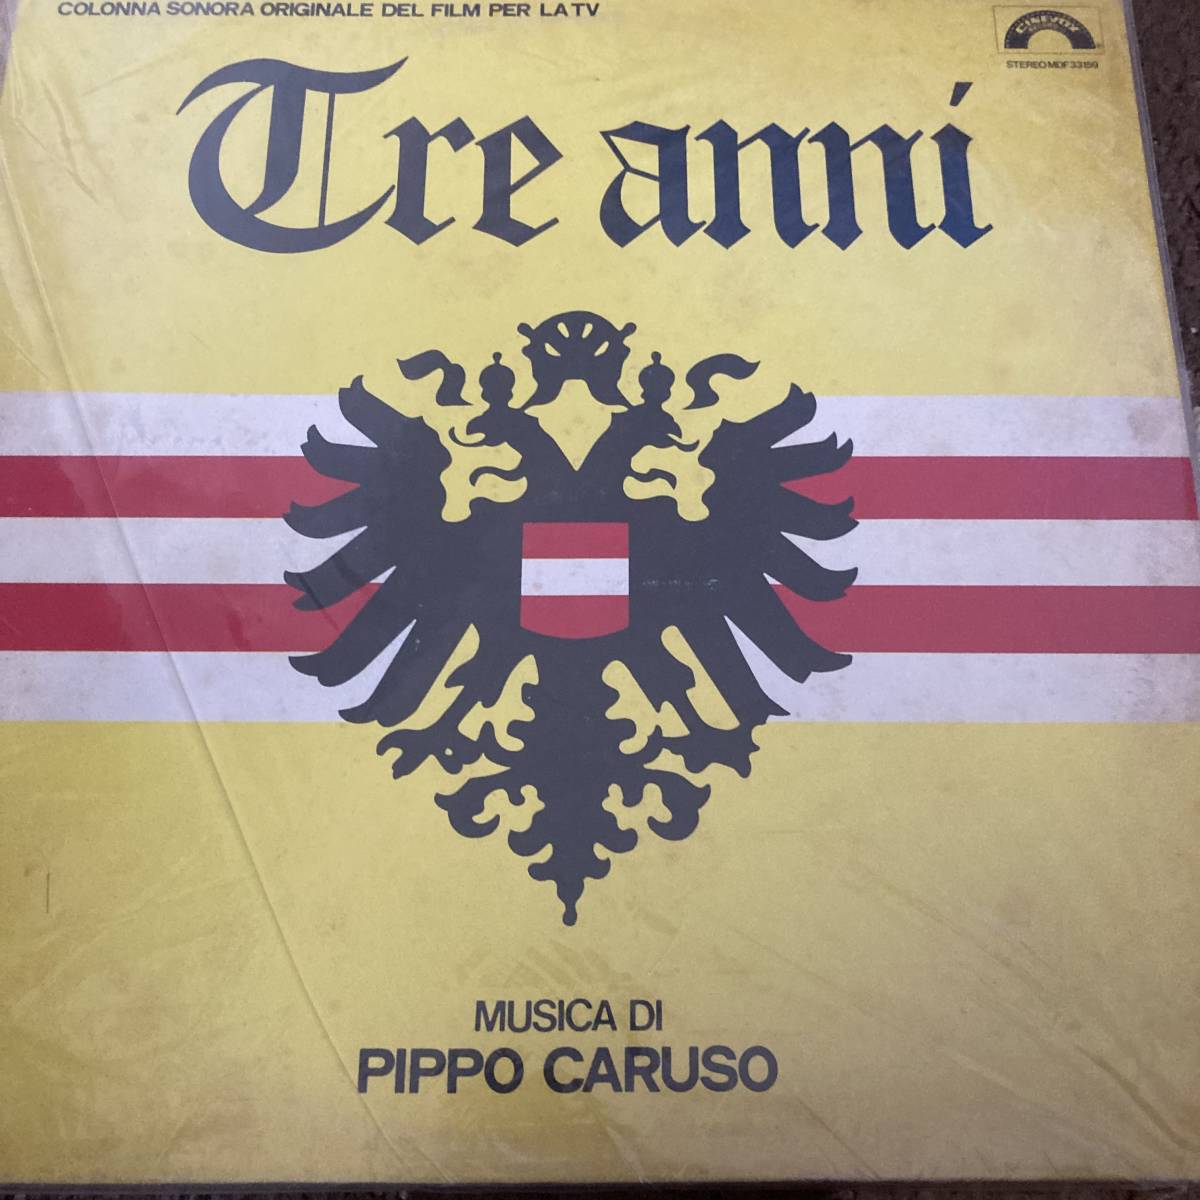 COLONNA SONORA ORIGINALE DEL FILM PER LA TV
CINEVOX
STEREO MDF 33159
Tre anni
MUSICA DI
PIPPO CARUSO